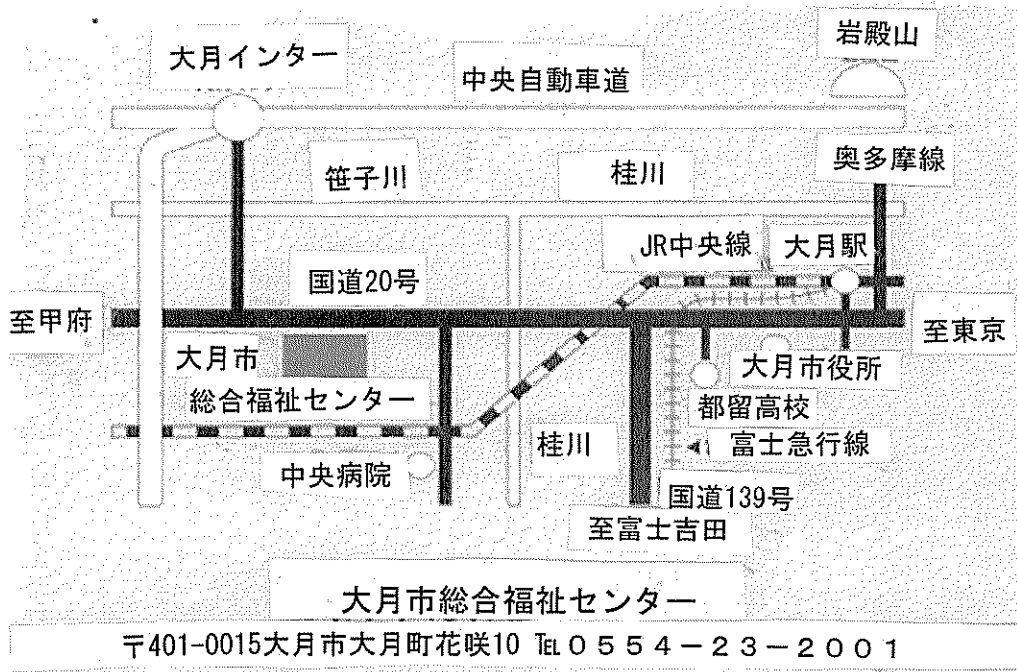 大月インター
岩殿山
中央自動車道
奥多摩線
笹子川
桂川
JR中央線
大月駅
国道20号
至甲府
至東京
大月市
総合福祉センター
大月市役所
都留高校
桂川
富士急行線
中央病院
国道139号
至富士吉田
大月市総合福祉センター
〒401-0015大月市大月町花咲10 ℡0554-23-2001